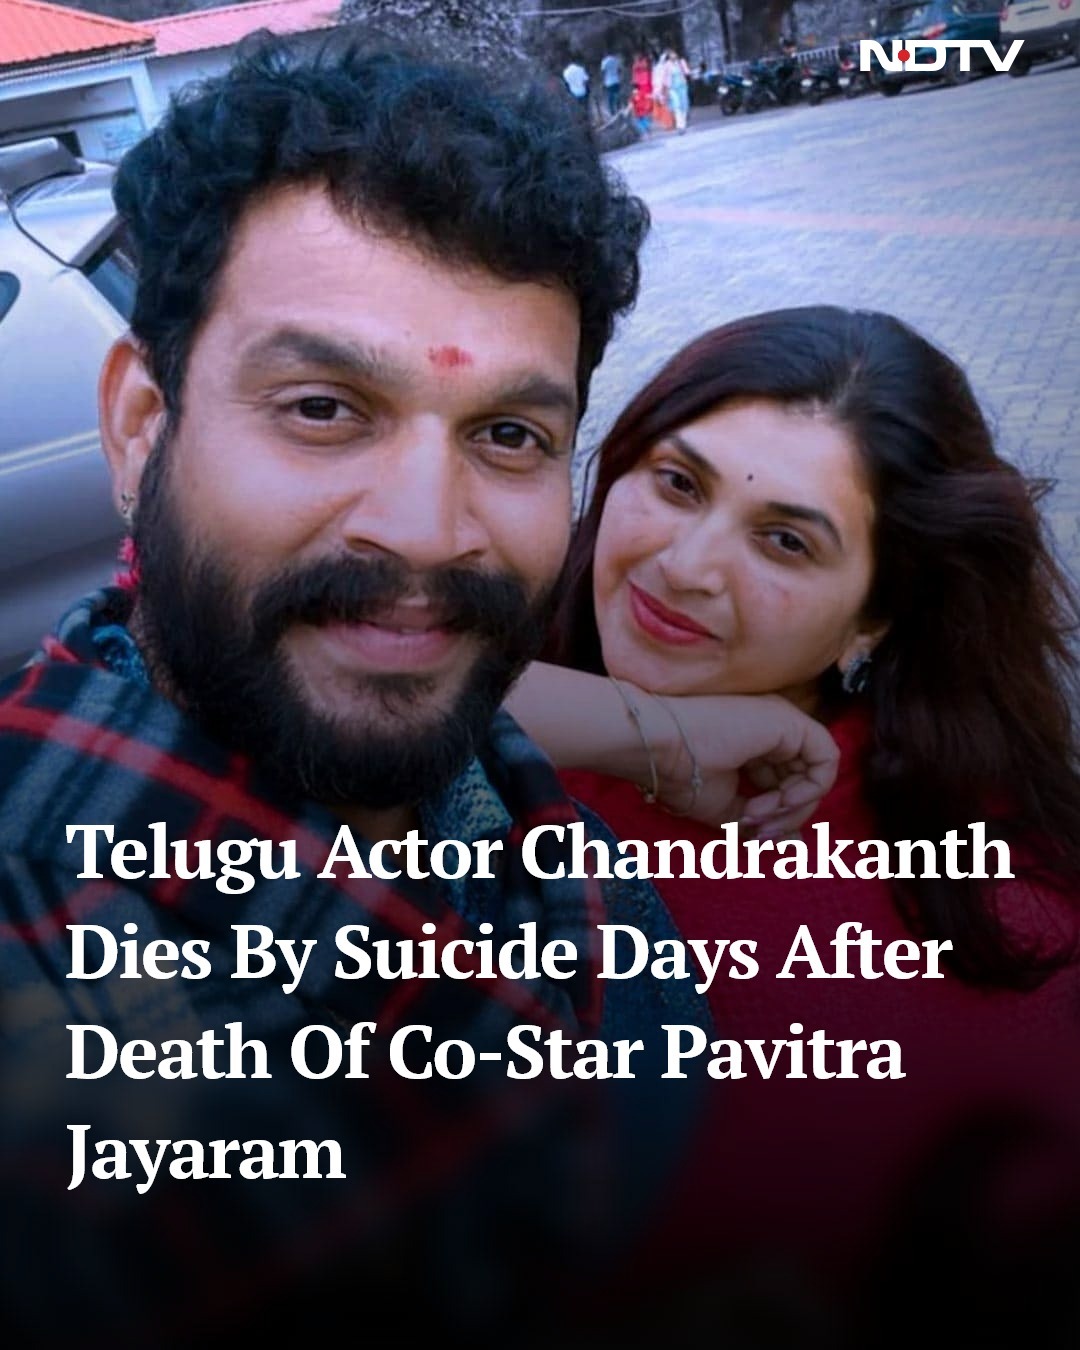 NDTV
Telugu Actor Chandrakanth
Dies By Suicide Days After
Death Of Co-Star Pavitra
Jayaram